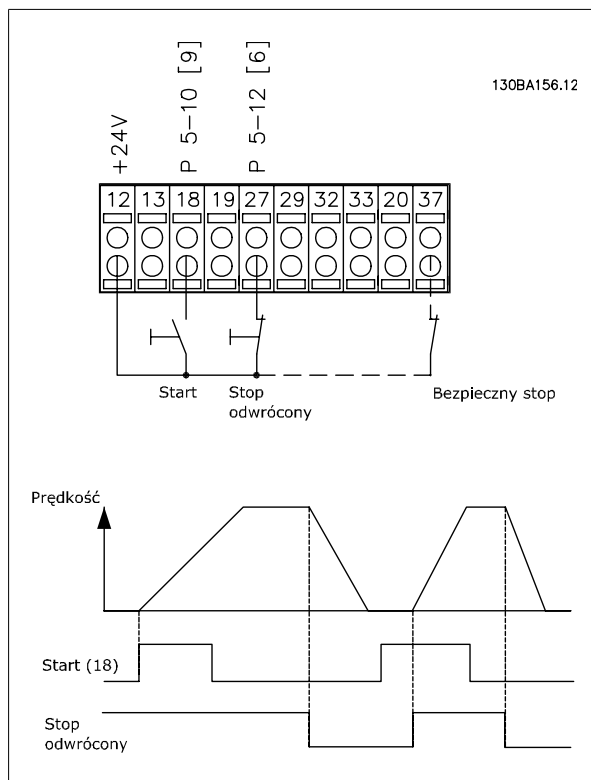 130BA156.12
+24V
P 5-10 [9]
P 5-12 [6]
12 13 18 19 27 29 32 33 20 37
Start
Stop
odwrócony
Bezpieczny stop
Prędkość
Start (18)
Stop
odwrócony